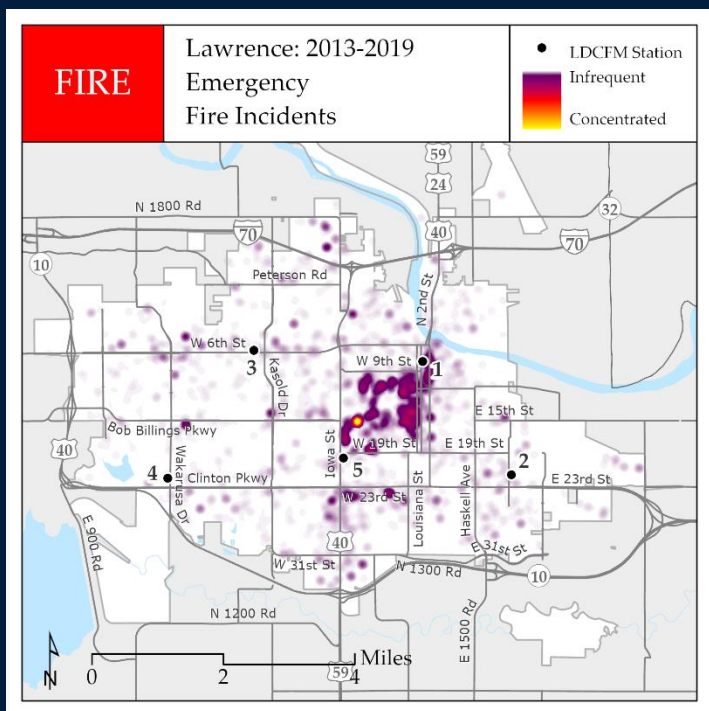 FIRE
Lawrence: 2013-2019
Emergency
Fire Incidents
LDCFM Station
Infrequent
Concentrated
59
24
40
N 1800 Rd
32
70
70
10
Peterson Rd
N 2nd St
W 6th St
3
W 9th St
1
Kasold Dr
Bob Billings Pkwy
E 15th St
40
Iowa St
W 19th St
E 19th St
5
2
4
Wakarusa Dr
Clinton Pkwy
W 23rd St
Louisiana St
Haskell Ave
E 23rd St
E 900 Rd
40
W 31st St
E 31st St
N 1300 Rd
10
N 1200 Rd
E 1500 Rd
N
Miles
0
2
4
59